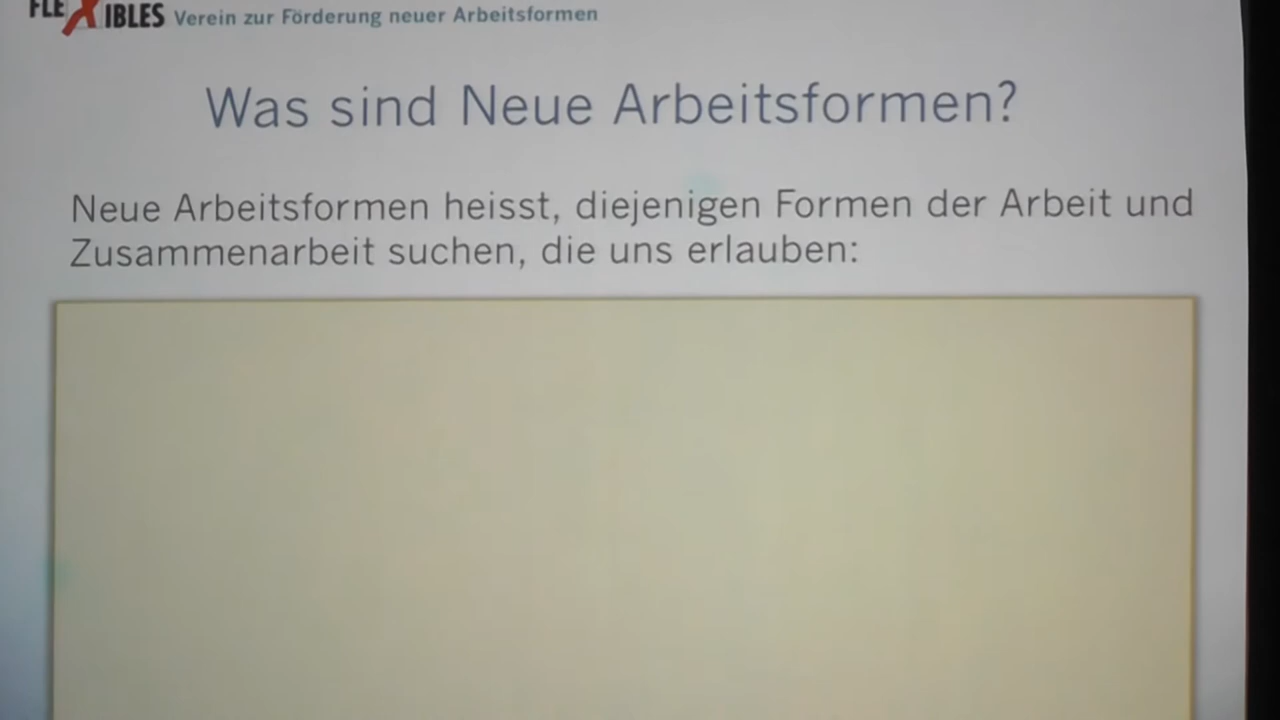 FLEXIBLES Verein zur Förderung neuer Arbeitsformen
Was sind Neue Arbeitsformen?
Neue Arbeitsformen heisst, diejenigen Formen der Arbeit und
Zusammenarbeit suchen, die uns erlauben: